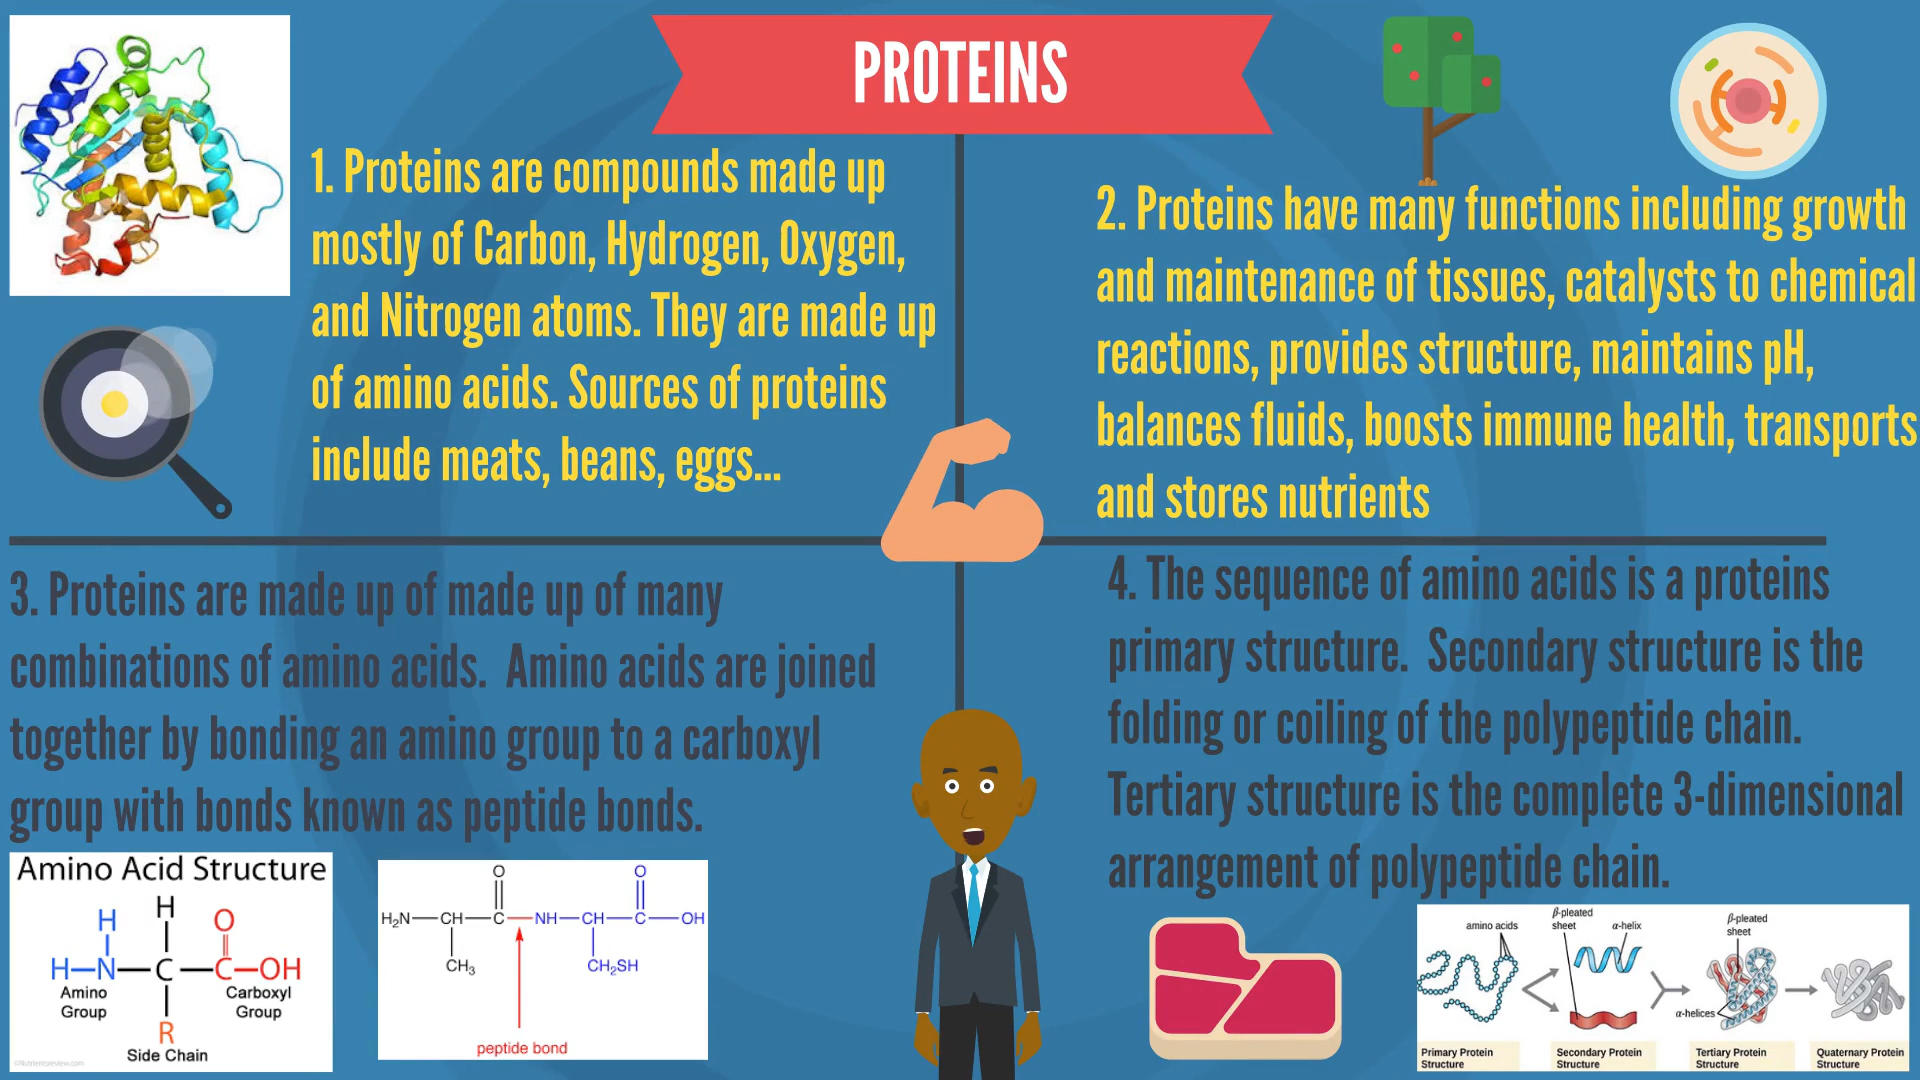 PROTEINS
1. Proteins are compounds made up
mostly of Carbon, Hydrogen, Oxygen,
and Nitrogen atoms. They are made up
of amino acids. Sources of proteins
include meats, beans, eggs...
2. Proteins have many functions including growth
and maintenance of tissues, catalysts to chemical
reactions, provides structure, maintains pH,
balances fluids, boosts immune health, transports
and stores nutrients
3. Proteins are made up of made up of many
combinations of amino acids. Amino acids are joined
together by bonding an amino group to a carboxyl
group with bonds known as peptide bonds.
Amino Acid Structure
H H O
H—N—C—C—OH
Amino
Group
Carboxyl
Group
R
Side Chain
©Nutrientsreview.com
O O
H₂N—CH—C—NH—CH—C—OH
CH₃ CH₂SH
peptide bond
4. The sequence of amino acids is a proteins
primary structure. Secondary structure is the
folding or coiling of the polypeptide chain.
Tertiary structure is the complete 3-dimensional
arrangement of polypeptide chain.
amino acids
β-pleated
sheet
α-helix
β-pleated
sheet
α-helices
Primary Protein
Structure
Secondary Protein
Structure
Tertiary Protein
Structure
Quaternary Protein
Structure